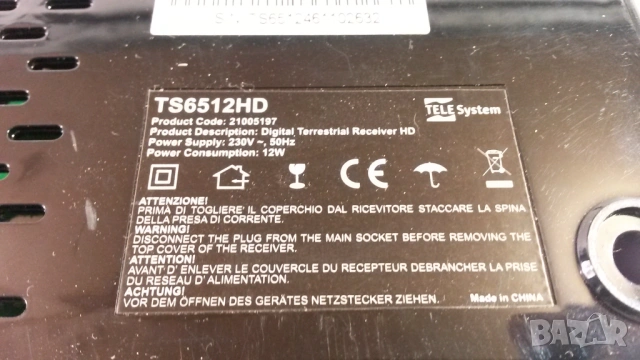 S/N: TS6512461102632
TS6512HD
Product Code: 21005197
Product Description: Digital Terrestrial Receiver HD
Power Supply: 230V ~, 50Hz
Power Consumption: 12W
TELE System
CE
ATTENZIONE!
PRIMA DI TOGLIERE' IL COPERCHIO DAL RICEVITORE STACCARE LA SPINA
DELLA PRESA DI CORRENTE.
WARNING!
DISCONNECT THE PLUG FROM THE MAIN SOCKET BEFORE REMOVING THE
TOP COVER OF THE RECEIVER.
ATTENTION!
AVANT D' ENLEVER LE COUVERCLE DU RECEPTEUR DEBRANCHER LA PRISE
DU RESEAU D' ALIMENTATION.
ACHTUNG!
VOR DEM ÖFFNEN DES GERÄTES NETZSTECKER ZIEHEN.
Made in CHINA
BAZAR